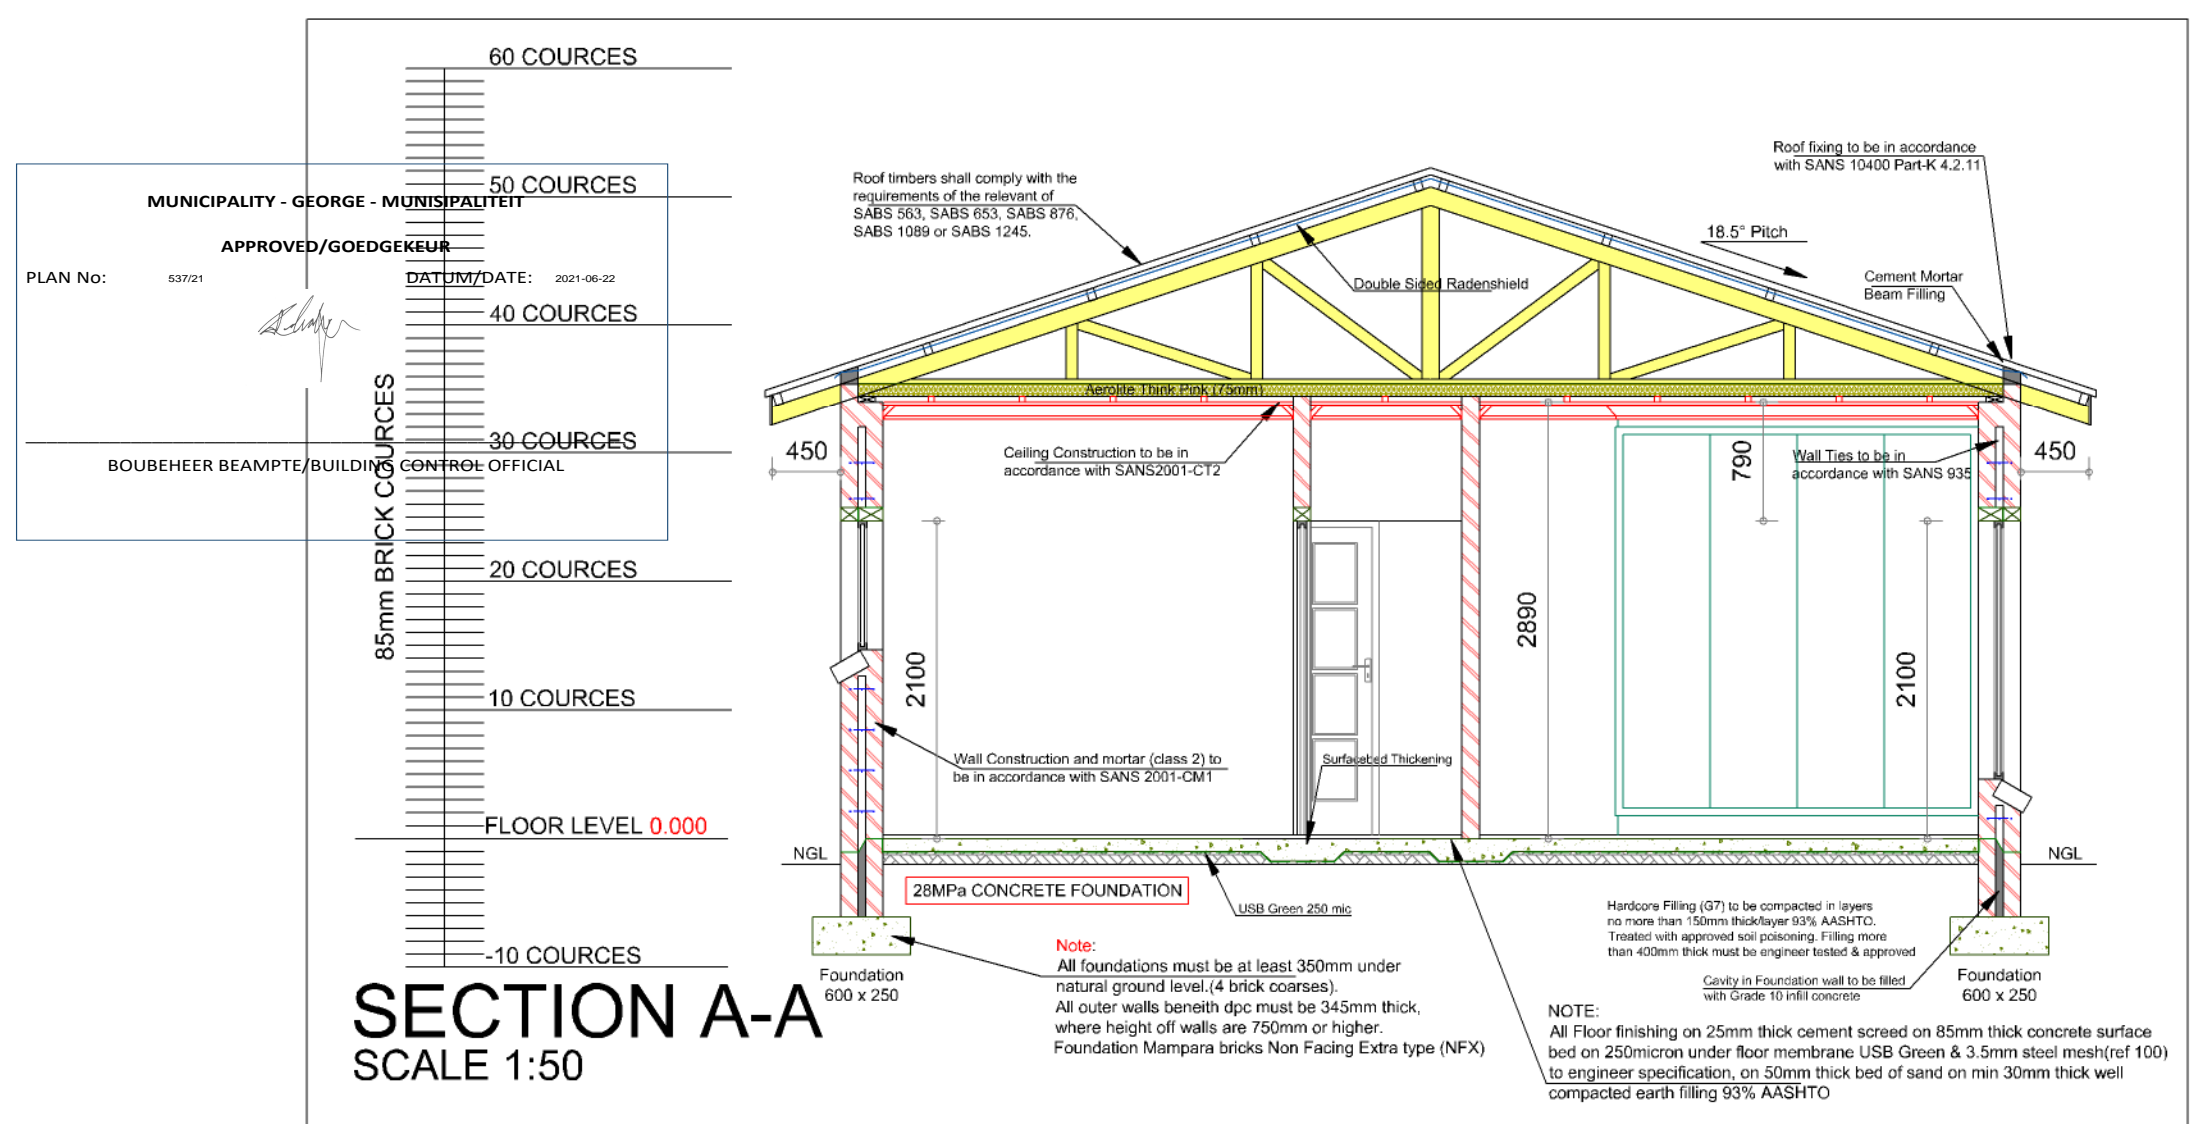 60 COURCES
50 COURCES
MUNICIPALITY - GEORGE - MUNISIPALITEIT
APPROVED/GOEDGEKEUR
PLAN No: 537/21 DATUM/DATE: 2021-06-22
40 COURCES
30 COURCES
BOUBEHEER BEAMPTE/BUILDING CONTROL OFFICIAL
85mm BRICK COURCES
20 COURCES
10 COURCES
FLOOR LEVEL 0.000
-10 COURCES
SECTION A-A
SCALE 1:50
Roof timbers shall comply with the
requirements of the relevant of
SABS 563, SABS 653, SABS 876,
SABS 1089 or SABS 1245.
Roof fixing to be in accordance
with SANS 10400 Part-K 4.2.11
18.5° Pitch
Double Sided Radenshield
Cement Mortar
Beam Filling
Aerolite Think Pink (75mm)
450
Ceiling Construction to be in
accordance with SANS2001-CT2
790
Wall Ties to be in
accordance with SANS 935
450
2100
2890
2100
Wall Construction and mortar (class 2) to
be in accordance with SANS 2001-CM1
Surfacebed Thickening
NGL
NGL
28MPa CONCRETE FOUNDATION
USB Green 250 mic
Hardcore Filling (G7) to be compacted in layers
no more than 150mm thick/layer 93% AASHTO.
Treated with approved soil poisoning. Filling more
than 400mm thick must be engineer tested & approved
Foundation
600 x 250
Note:
All foundations must be at least 350mm under
natural ground level.(4 brick coarses).
All outer walls beneith dpc must be 345mm thick,
where height off walls are 750mm or higher.
Foundation Mampara bricks Non Facing Extra type (NFX)
Cavity in Foundation wall to be filled
with Grade 10 infill concrete
Foundation
600 x 250
NOTE:
All Floor finishing on 25mm thick cement screed on 85mm thick concrete surface
bed on 250micron under floor membrane USB Green & 3.5mm steel mesh(ref 100)
to engineer specification, on 50mm thick bed of sand on min 30mm thick well
compacted earth filling 93% AASHTO